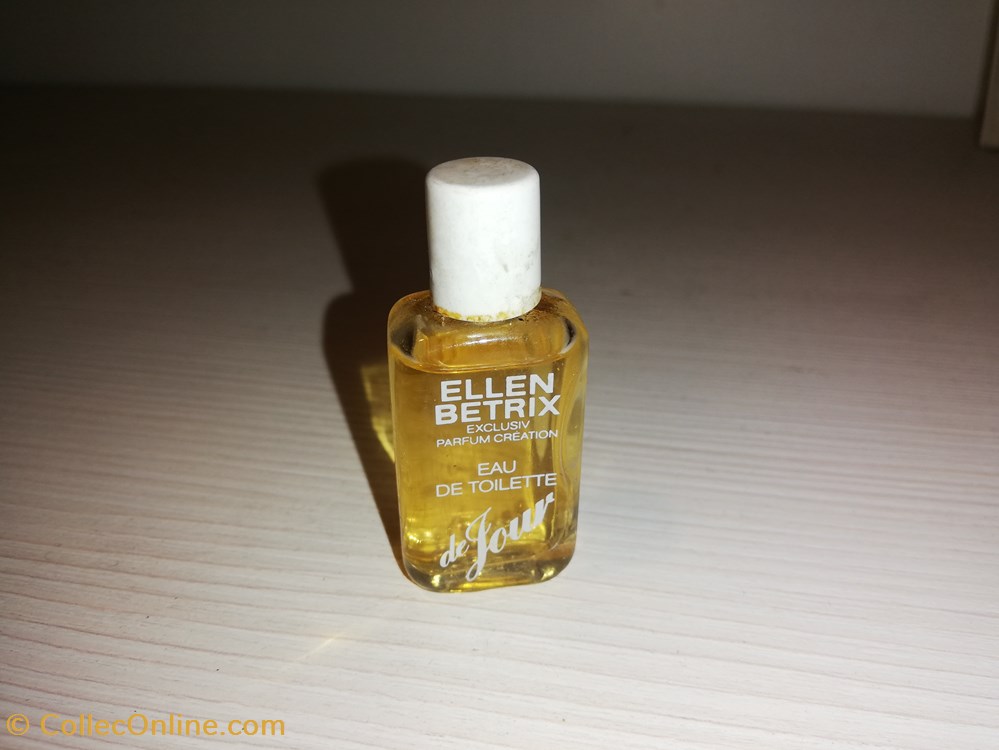 ELLEN
BETRIX
EXCLUSIV
PARFUM CRÉATION
EAU
DE TOILETTE
de Jour
© CollecOnline.com